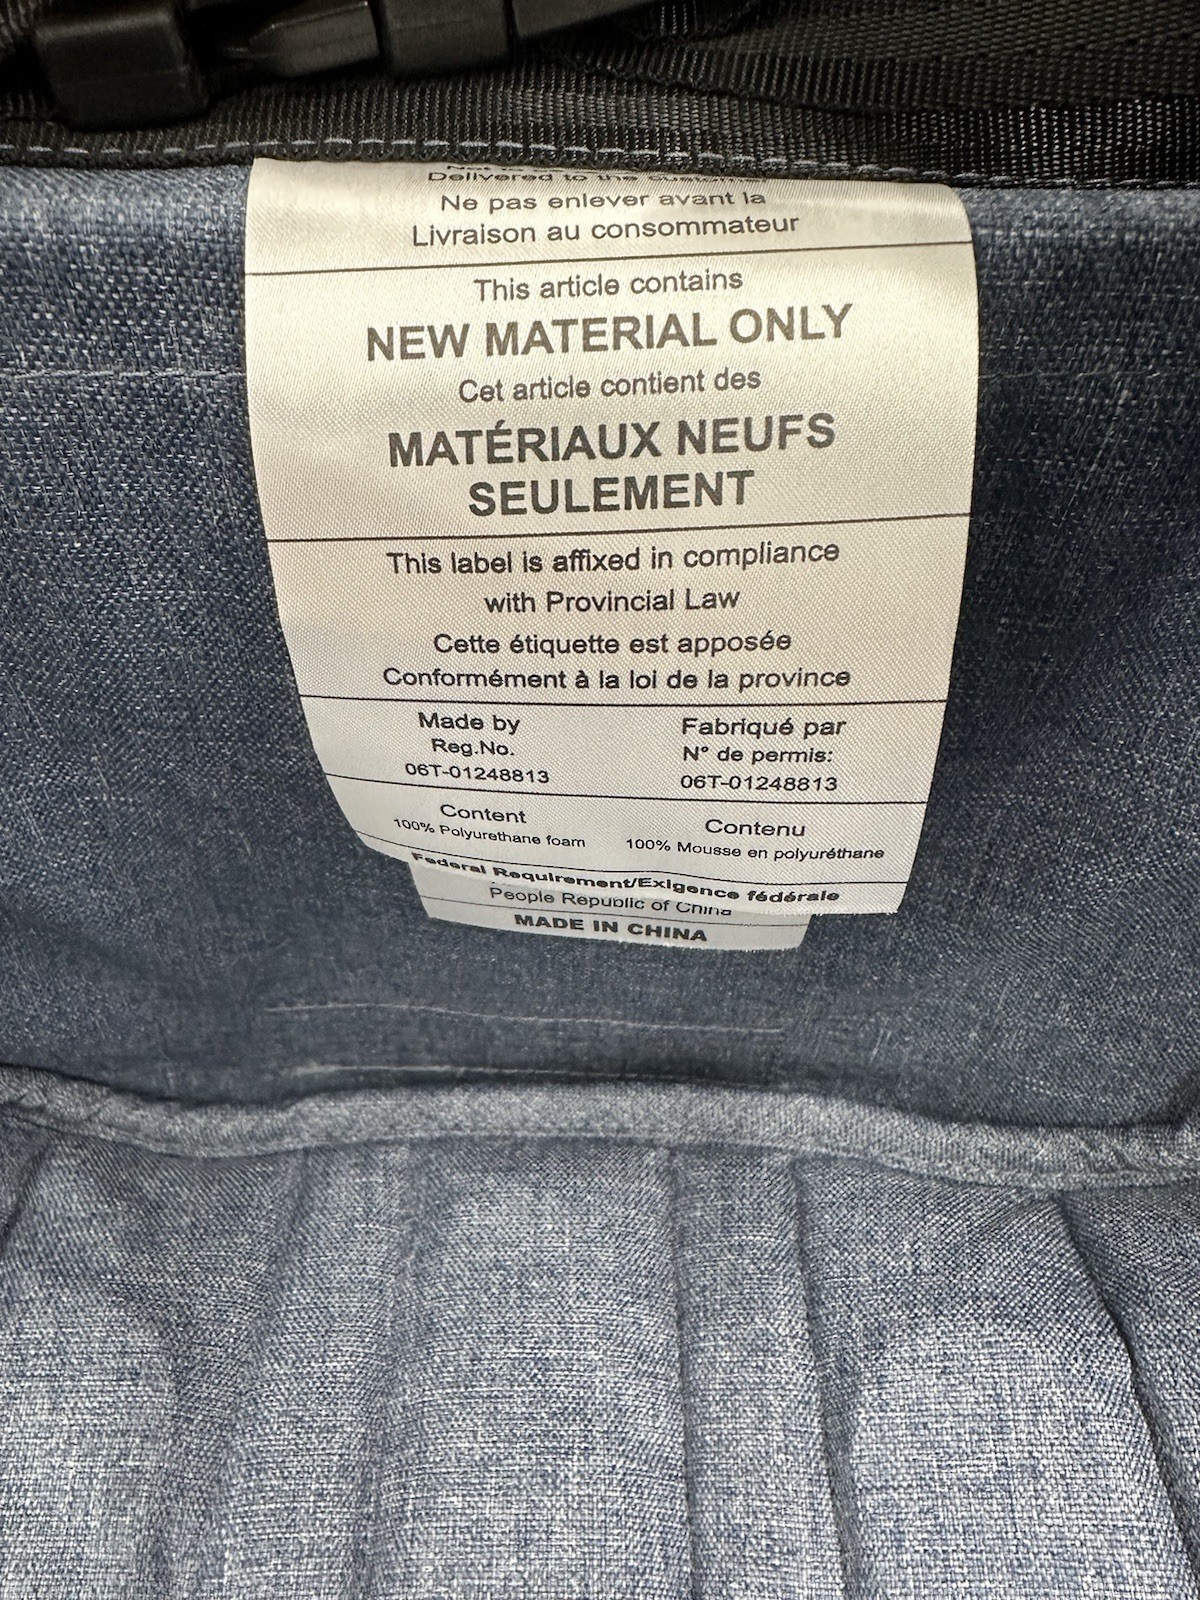 Delivered to the
Ne pas enlever avant la
Livraison au consommateur
This article contains
NEW MATERIAL ONLY
Cet article contient des
MATÉRIAUX NEUFS
SEULEMENT
This label is affixed in compliance
with Provincial Law
Cette étiquette est apposée
Conformément à la loi de la province
Made by
Reg.No.
06T-01248813
Fabriqué par
N° de permis:
06T-01248813
Content
100% Polyurethane foam
Contenu
100% Mousse en polyuréthane
Federal Requirement/Exigence fédérale
People Republic of China
MADE IN CHINA